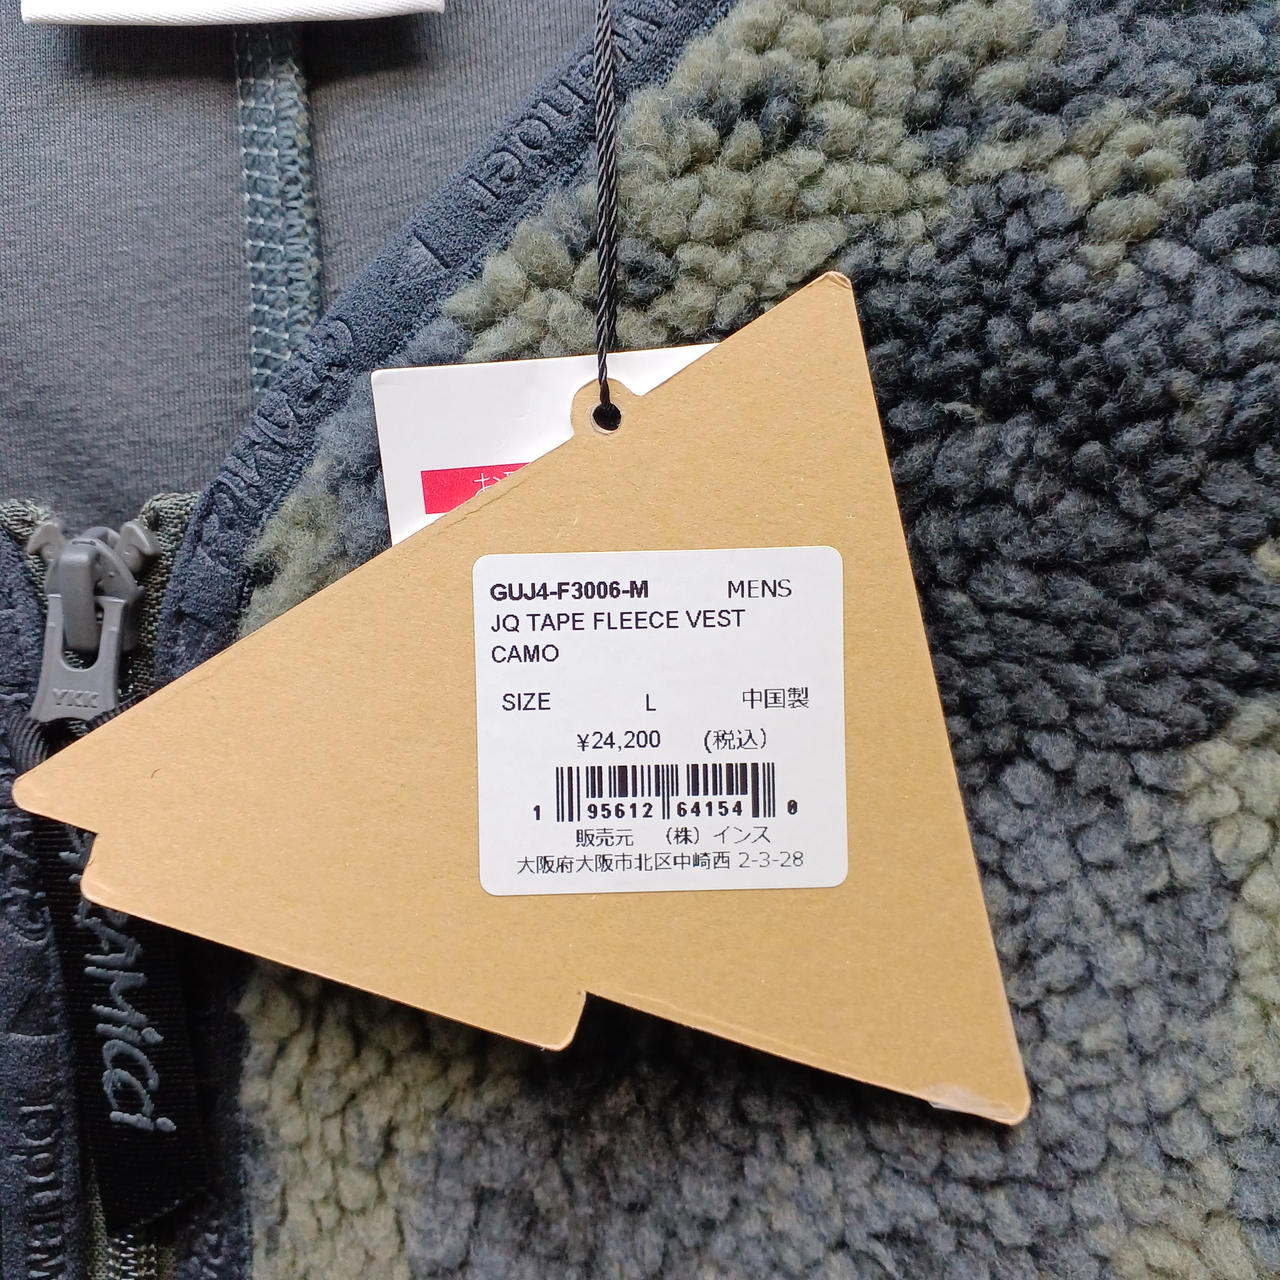 GUJ4-F3006-M MENS
JQ TAPE FLEECE VEST
CAMO
SIZE L 中国製
¥24,200 (税込)
1 95612 64154 0
販売元 (株) インス
大阪府大阪市北区中崎西 2-3-28
YKK
RAMicci